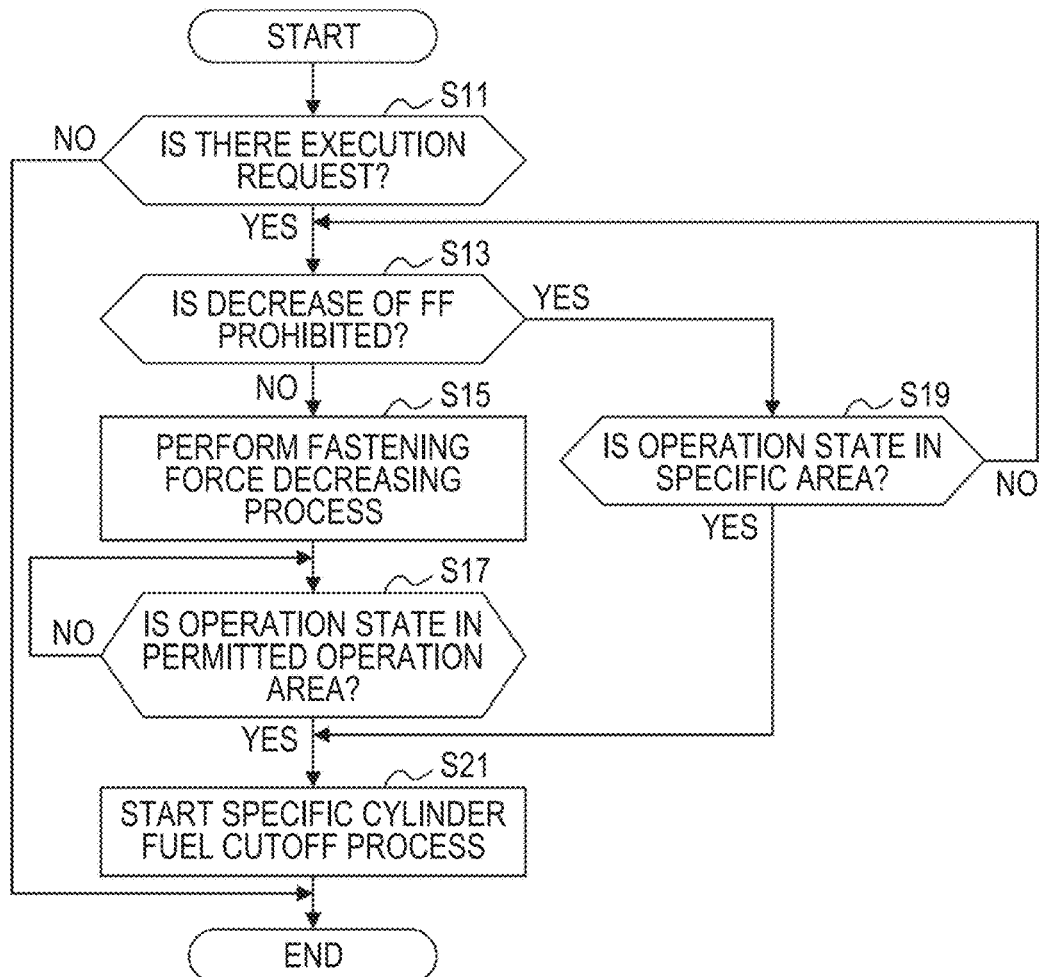 START
S11
NO
IS THERE EXECUTION
REQUEST?
YES
S13
IS DECREASE OF FF
PROHIBITED?
YES
NO
S15
S19
PERFORM FASTENING
FORCE DECREASING
PROCESS
IS OPERATION STATE IN
SPECIFIC AREA?
NO
YES
S17
NO
IS OPERATION STATE IN
PERMITTED OPERATION
AREA?
YES
S21
START SPECIFIC CYLINDER
FUEL CUTOFF PROCESS
END